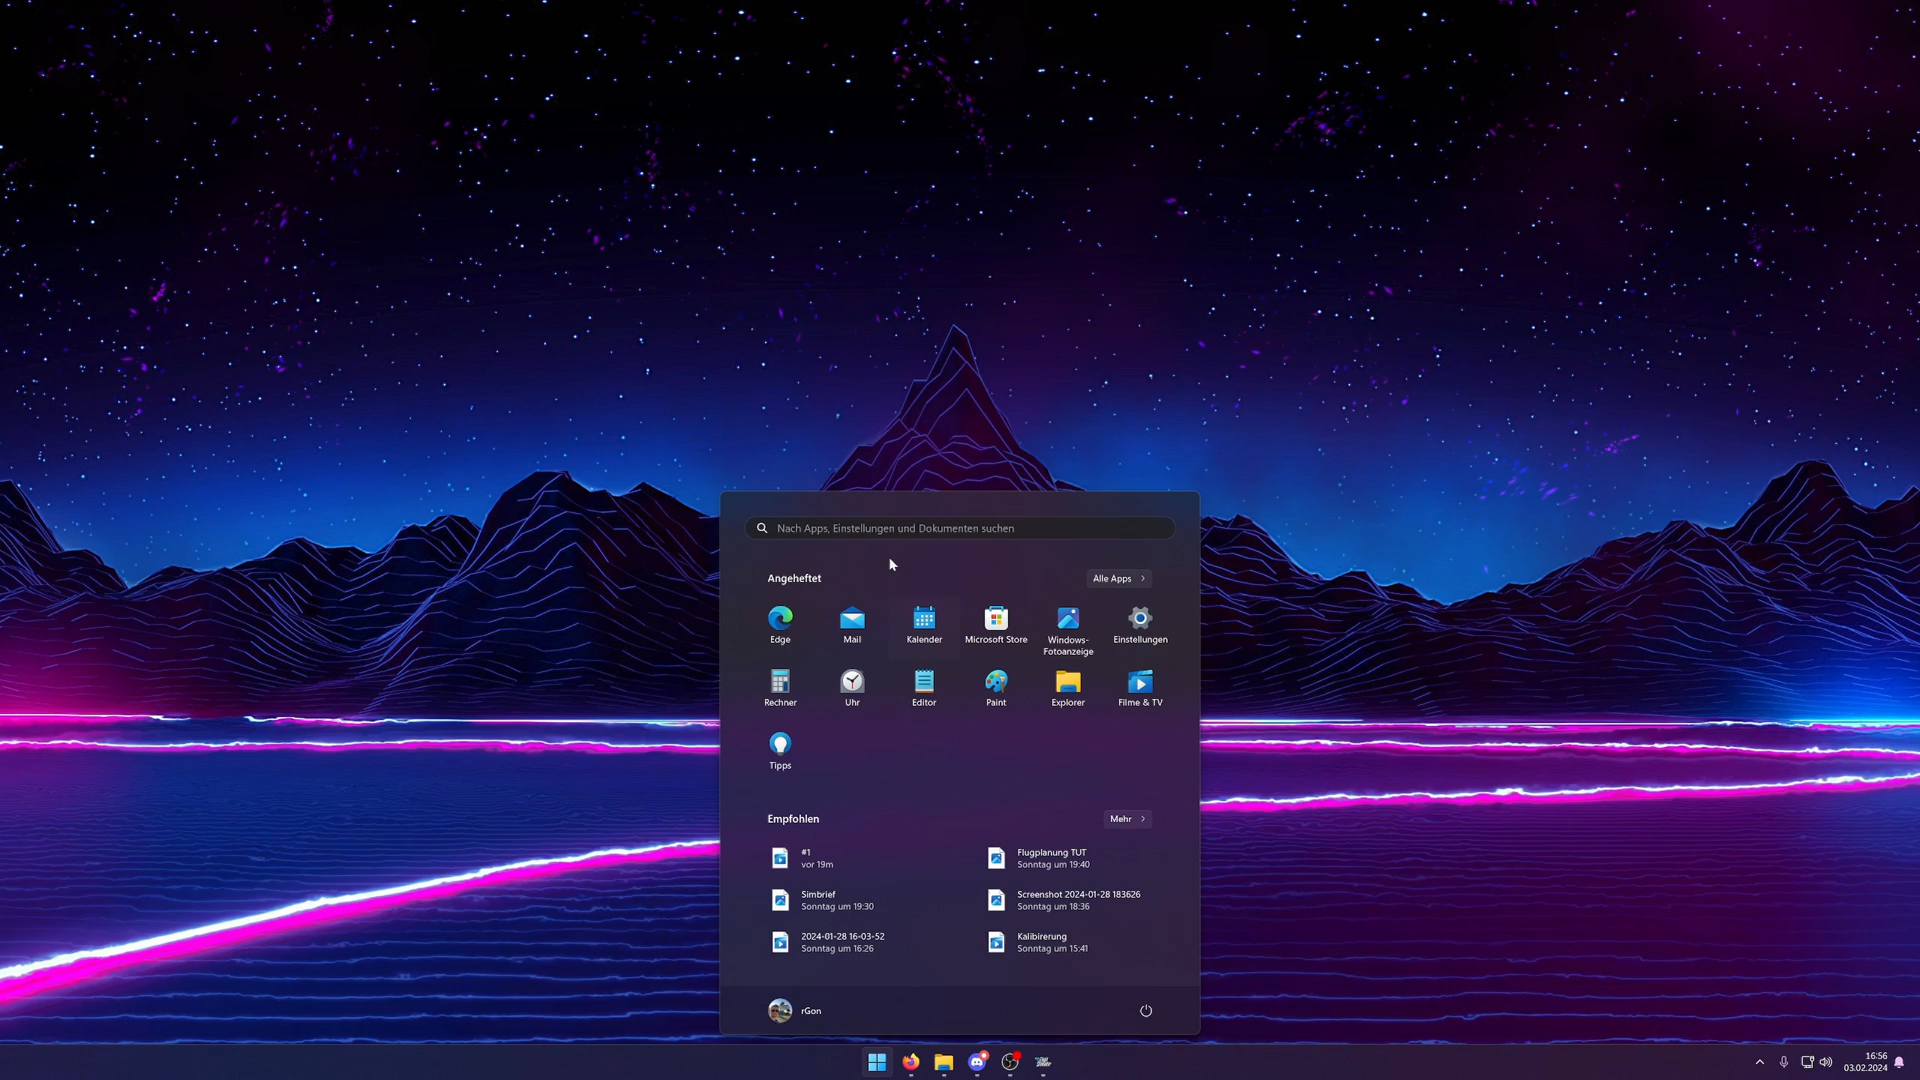 Nach Apps, Einstellungen und Dokumenten suchen
Angeheftet
Alle Apps
Edge
Mail
Kalender
Microsoft Store
Windows-
Fotoanzeige
Einstellungen
Rechner
Uhr
Editor
Paint
Explorer
Filme & TV
Tipps
Empfohlen
Mehr
#1
vor 19m
Flugplanung TUT
Sonntag um 19:40
Simbrief
Sonntag um 19:30
Screenshot 2024-01-28 183626
Sonntag um 18:36
2024-01-28 16-03-52
Sonntag um 16:26
Kalibirerung
Sonntag um 15:41
rGon
16:56
03.02.2024